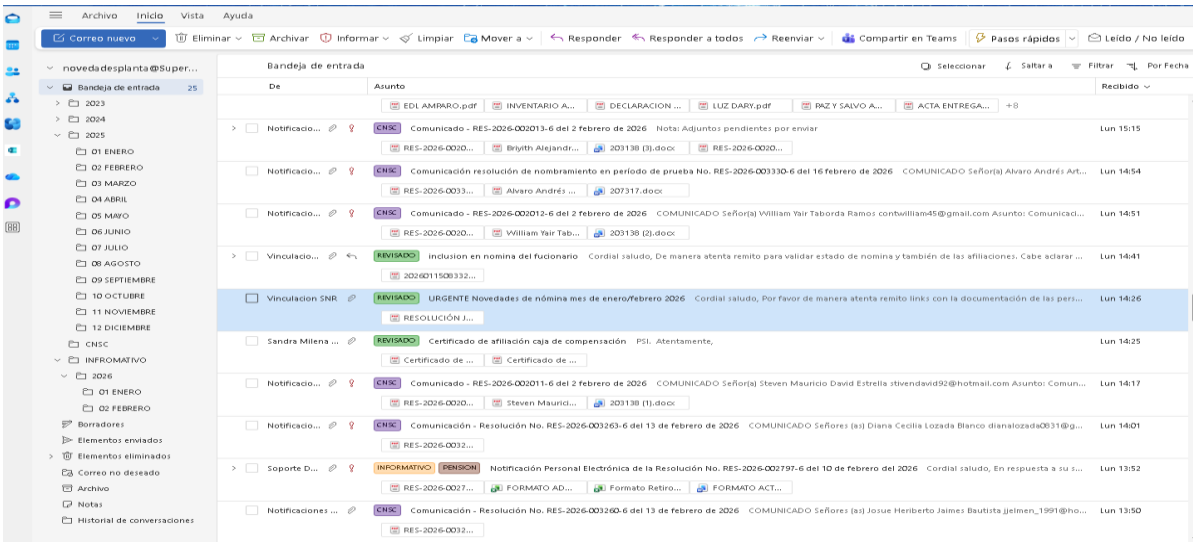 Archivo Inicio Vista Ayuda
Correo nuevo Eliminar Archivar Informar Limpiar Mover a Responder Responder a todos Reenviar Compartir en Teams Pasos rápidos Leído / No leído
novedadesplanta@Super...
Bandeja de entrada 25
2023
2024
2025
01 ENERO
02 FEBRERO
03 MARZO
04 ABRIL
05 MAYO
06 JUNIO
07 JULIO
08 AGOSTO
09 SEPTIEMBRE
10 OCTUBRE
11 NOVIEMBRE
12 DICIEMBRE
CNSC
INFROMATIVO
2026
01 ENERO
02 FEBRERO
Borradores
Elementos enviados
Elementos eliminados
Correo no deseado
Archivo
Notas
Historial de conversaciones
Bandeja de entrada Seleccionar Saltar a Filtrar Por Fecha
De Asunto Recibido
EDL AMPARO.pdf INVENTARIO A... DECLARACION ... LUZ DARY.pdf PAZ Y SALVO A... ACTA ENTREGA... +8
Notificacio... CNSC Comunicado - RES-2026-002013-6 del 2 febrero de 2026 Nota: Adjuntos pendientes por enviar Lun 15:15
RES-2026-0020... Briyith Alejandr... 203138 (3).docx RES-2026-0020...
Notificacio... CNSC Comunicación resolución de nombramiento en período de prueba No. RES-2026-003330-6 del 16 febrero de 2026 COMUNICADO Señor(a) Alvaro Andrés Art... Lun 14:54
RES-2026-0033... Alvaro Andrés ... 207317.docx
Notificacio... CNSC Comunicado - RES-2026-002012-6 del 2 febrero de 2026 COMUNICADO Señor(a) William Yair Taborda Ramos contwilliam45@gmail.com Asunto: Comunicaci... Lun 14:51
RES-2026-0020... William Yair Tab... 203138 (2).docx
Vinculacio... REVISADO inclusion en nomina del fucionario Cordial saludo, De manera atenta remito para validar estado de nomina y también de las afiliaciones. Cabe aclarar ... Lun 14:41
2026011508332...
Vinculacion SNR REVISADO URGENTE Novedades de nómina mes de enero/febrero 2026 Cordial saludo, Por favor de manera atenta remito links con la documentación de las pers... Lun 14:26
RESOLUCIÓN J...
Sandra Milena ... REVISADO Certificado de afiliación caja de compensación PSI. Atentamente, Lun 14:25
Certificado de ... Certificado de ...
Notificacio... CNSC Comunicado - RES-2026-002011-6 del 2 febrero de 2026 COMUNICADO Señor(a) Steven Mauricio David Estrella stivendavid92@hotmail.com Asunto: Comun... Lun 14:17
RES-2026-0020... Steven Maurici... 203138 (1).docx
Notificacio... CNSC Comunicación - Resolución No. RES-2026-003263-6 del 13 de febrero de 2026 COMUNICADO Señores (as) Diana Cecilia Lozada Blanco dianalozada0831@g... Lun 14:01
RES-2026-0032...
Soporte D... INFORMATIVO PENSION Notificación Personal Electrónica de la Resolución No. RES-2026-002797-6 del 10 de febrero del 2026 Cordial saludo, En respuesta a su s... Lun 13:52
RES-2026-0027... FORMATO AD... Formato Retiro... FORMATO ACT...
Notificaciones ... CNSC Comunicación - Resolución No. RES-2026-003260-6 del 13 de febrero de 2026 COMUNICADO Señores (as) Josue Heriberto Jaimes Bautista jjelmen_1991@ho... Lun 13:50
RES-2026-0032...